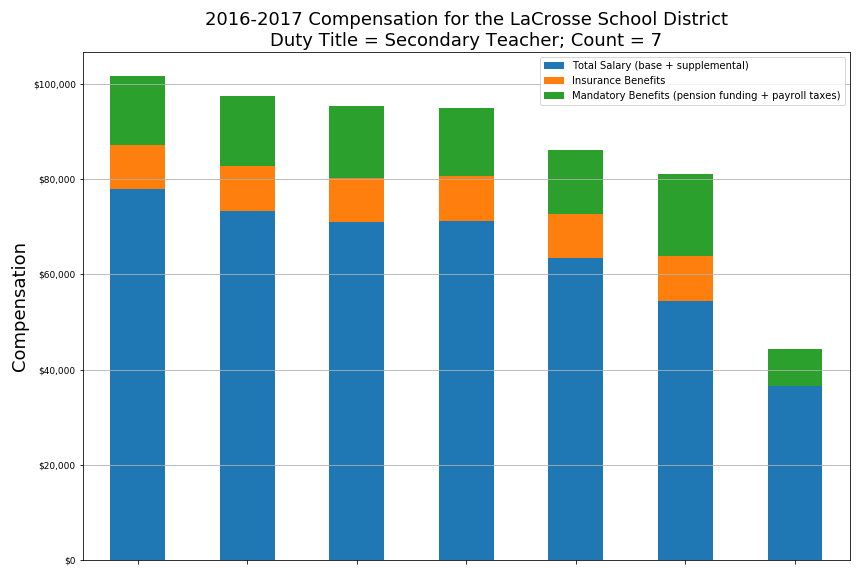 2016-2017 Compensation for the LaCrosse School District
Duty Title = Secondary Teacher; Count = 7
Total Salary (base + supplemental)
Insurance Benefits
Mandatory Benefits (pension funding + payroll taxes)
$100,000
$80,000
$60,000
$40,000
$20,000
$0
Compensation